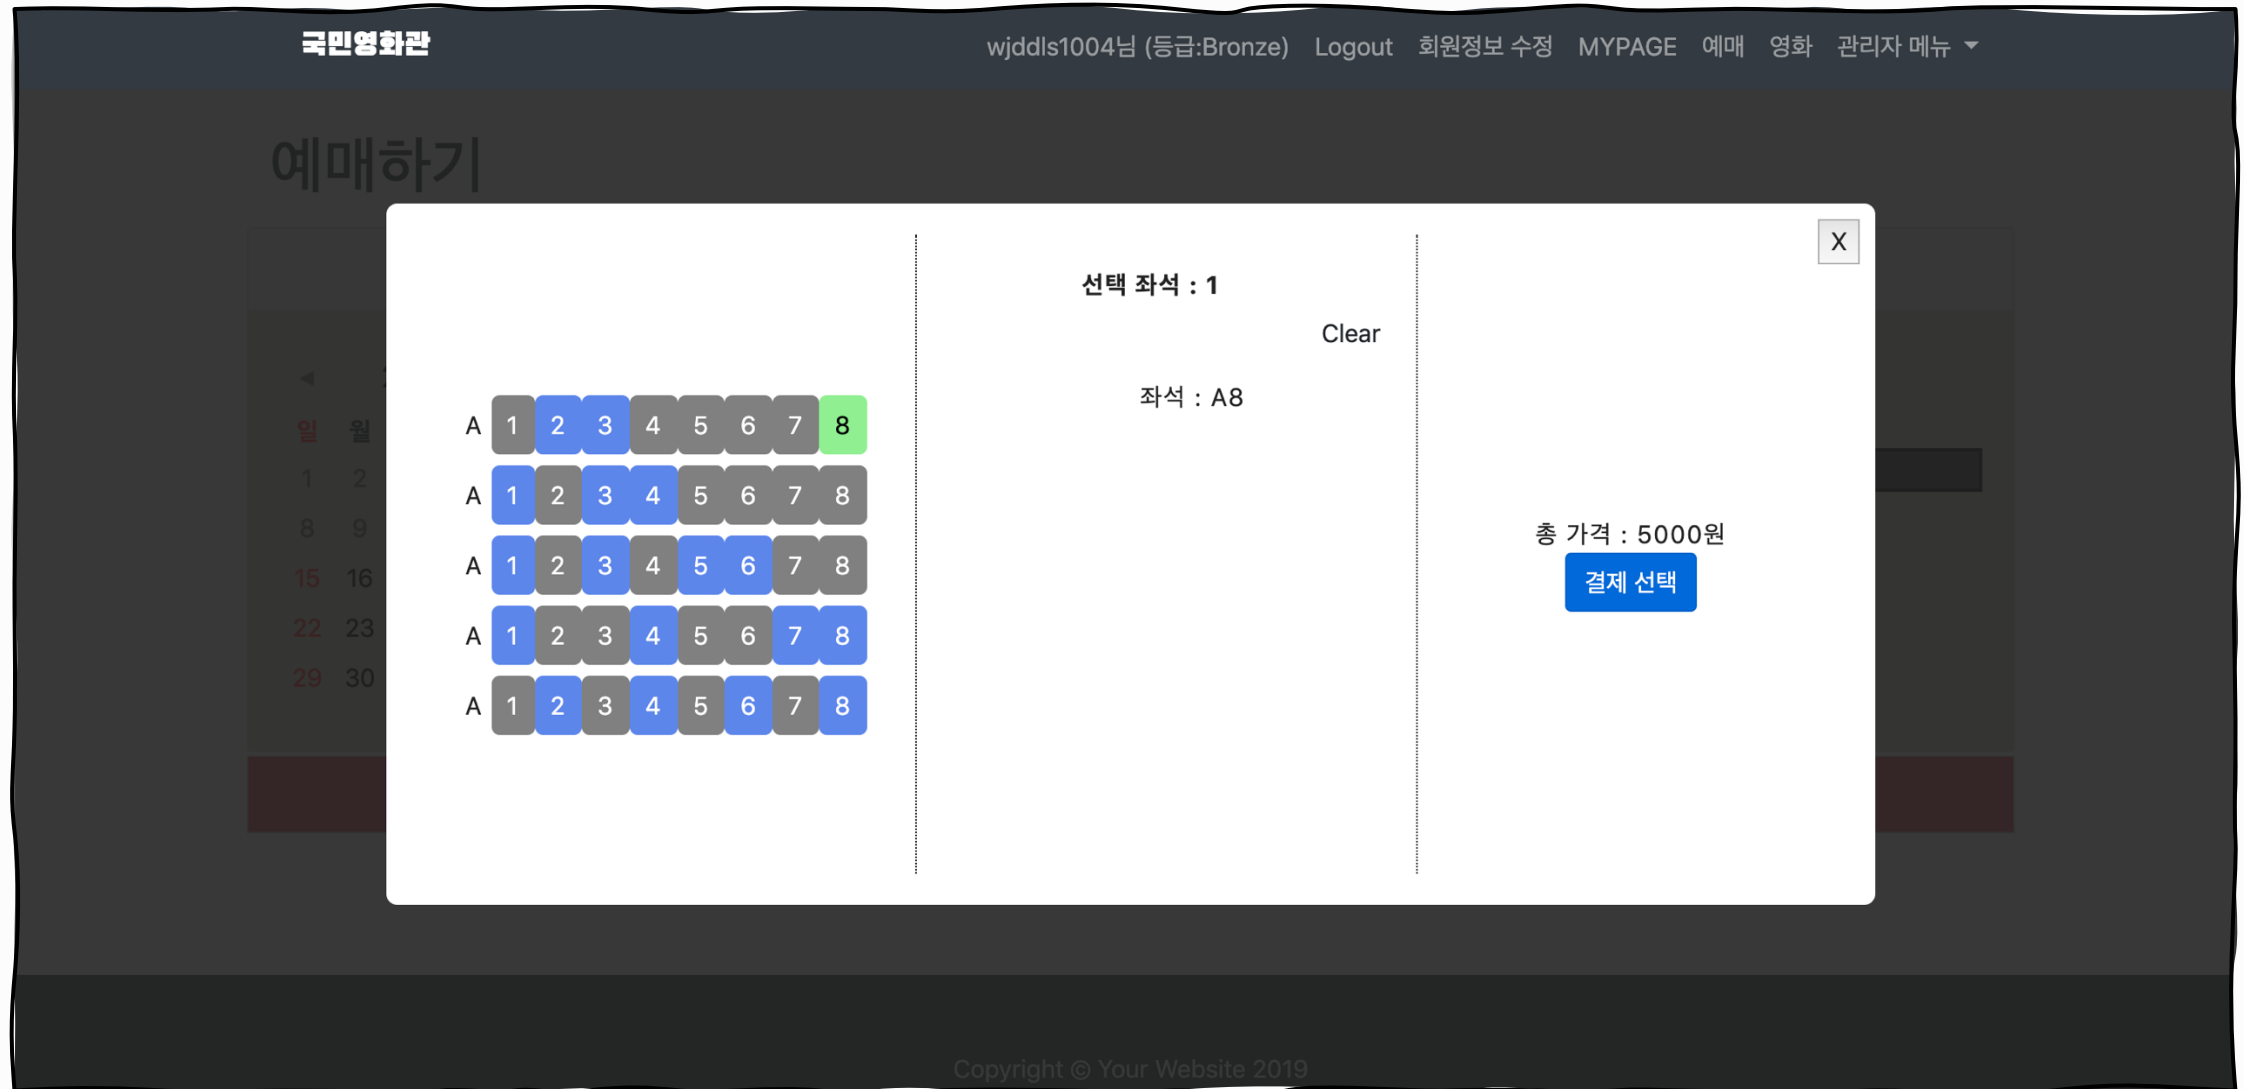 국민영화관
wjddls1004님 (등급:Bronze) Logout 회원정보 수정 MYPAGE 예매 영화 관리자 메뉴
예매하기
X
선택 좌석 : 1
Clear
좌석 : A8
A 1 2 3 4 5 6 7 8
A 1 2 3 4 5 6 7 8
A 1 2 3 4 5 6 7 8
A 1 2 3 4 5 6 7 8
A 1 2 3 4 5 6 7 8
총 가격 : 5000원
결제 선택
◀
일 월
1 2
8 9
15 16
22 23
29 30
Copyright © Your Website 2019